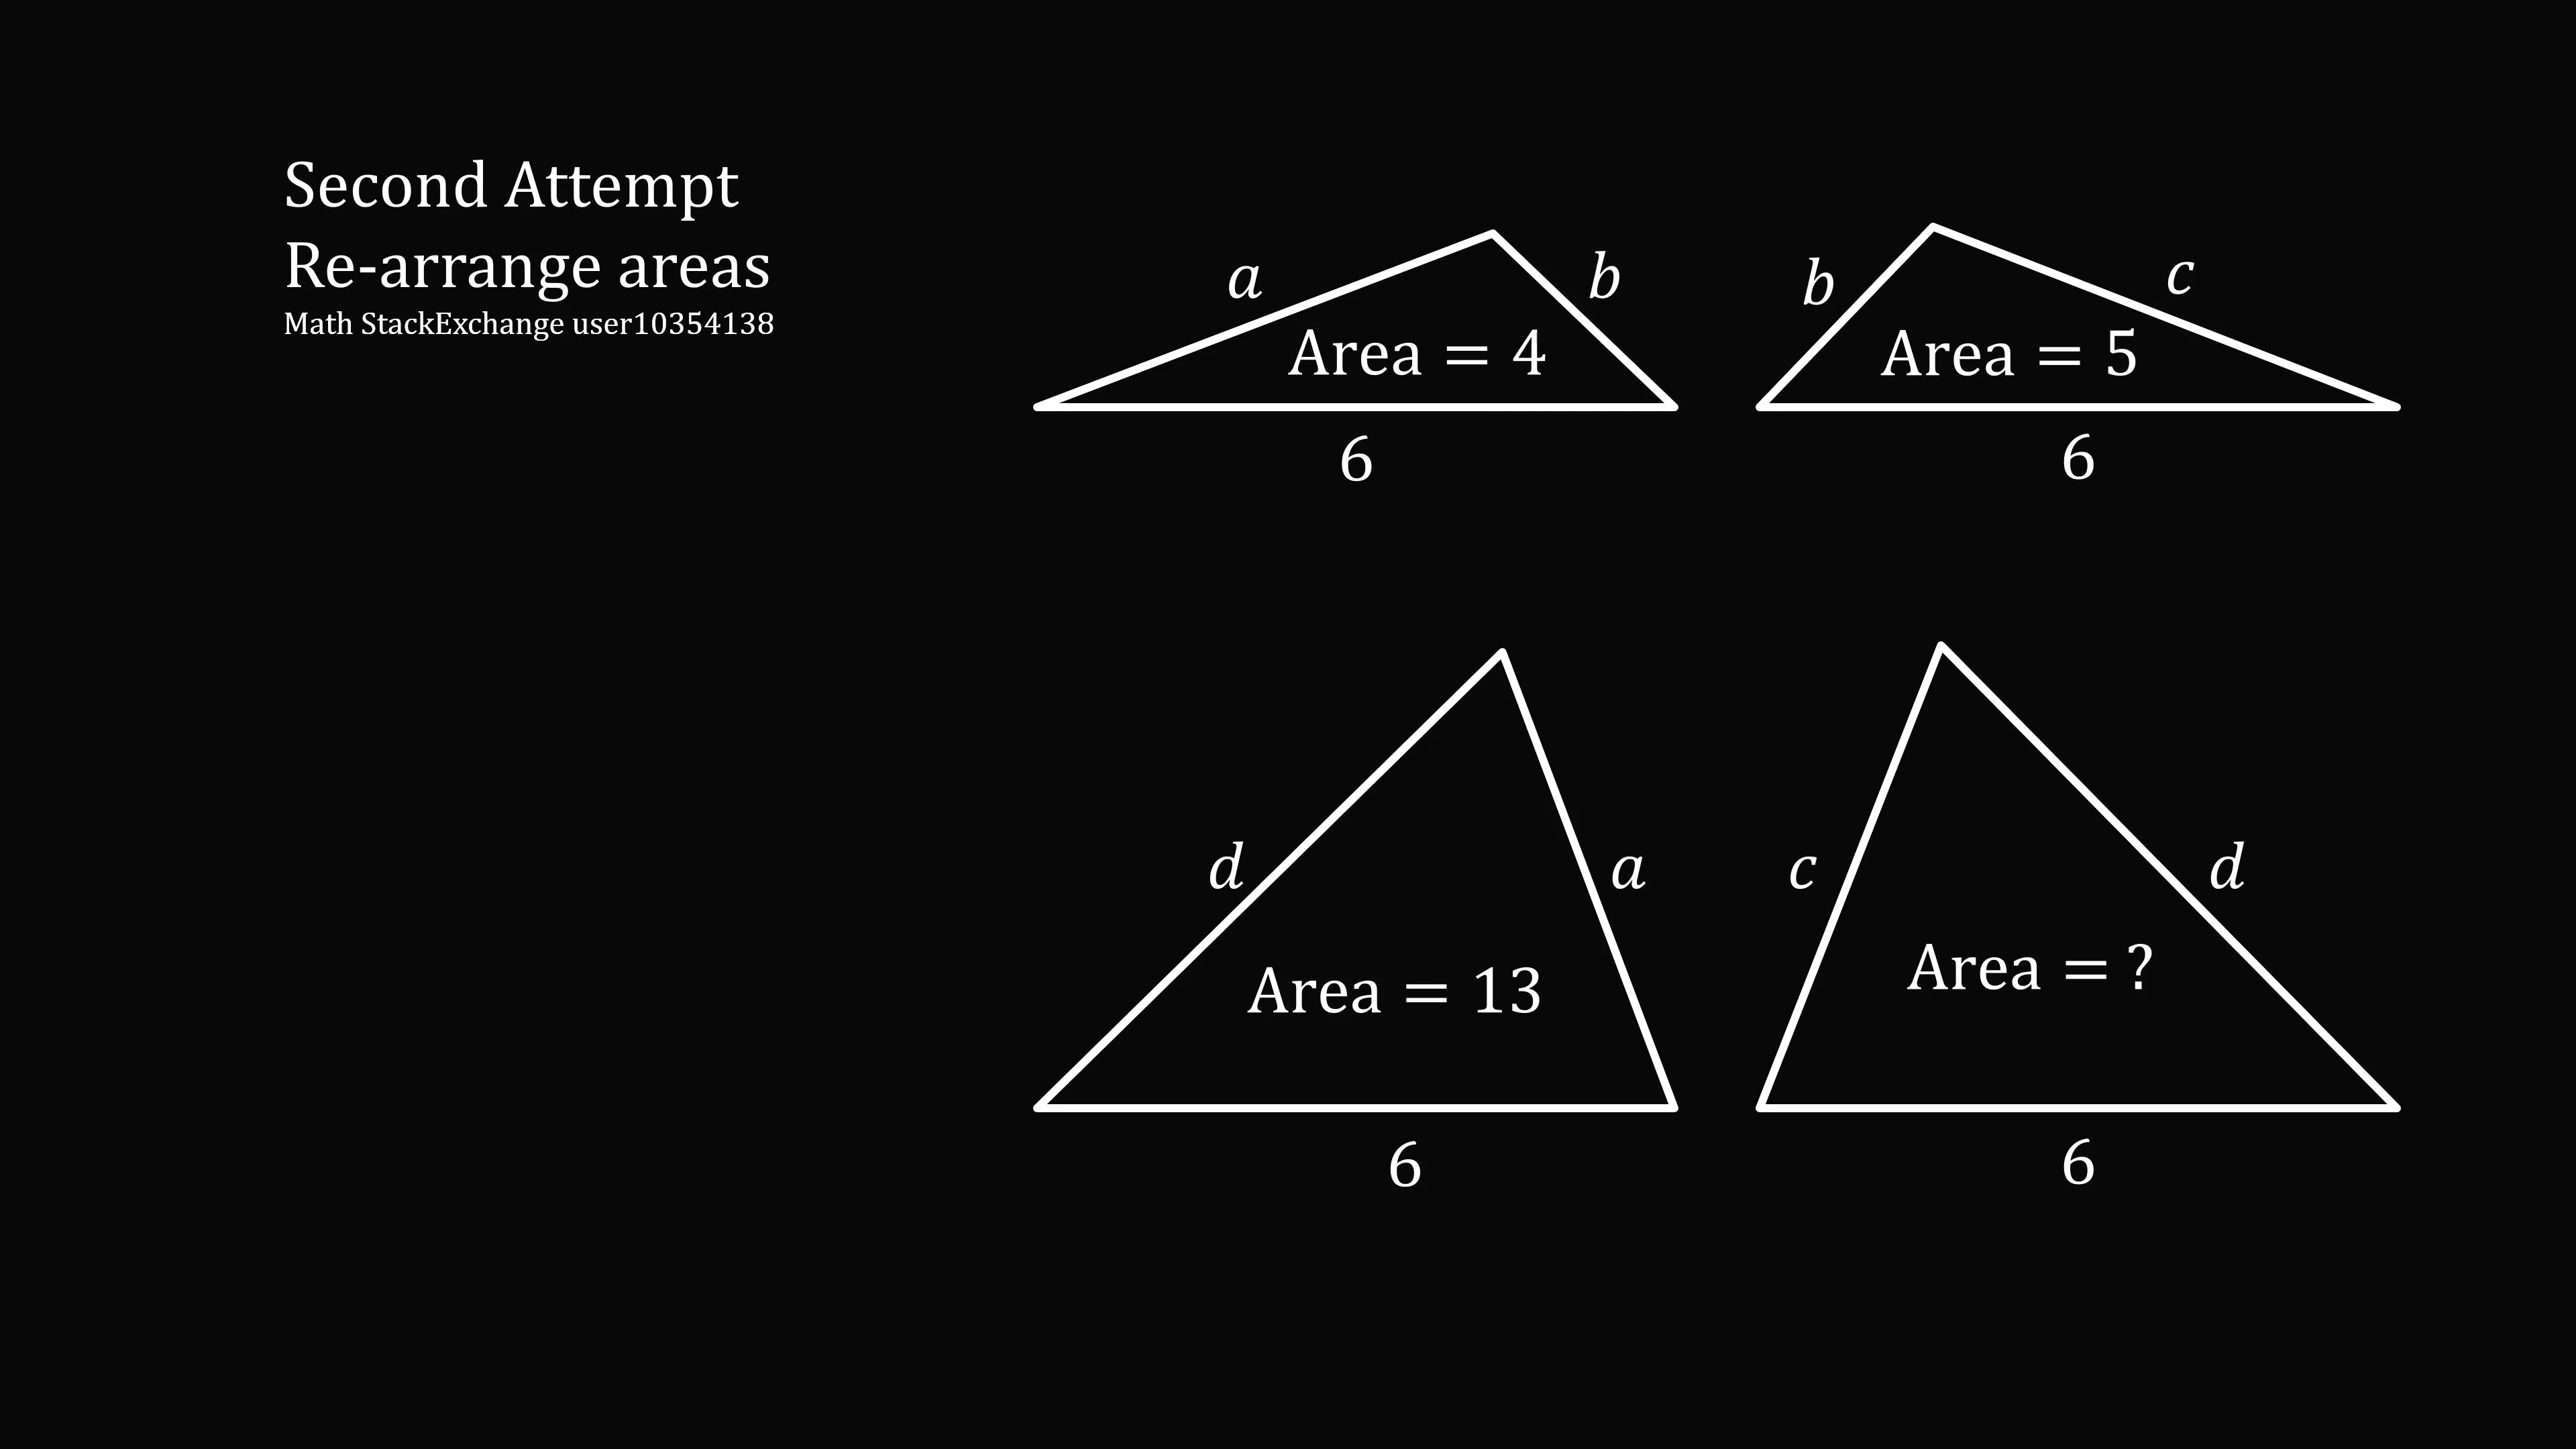 Second Attempt
Re-arrange areas
Math StackExchange user10354138
a
b
Area = 4
6
b
c
Area = 5
6
d
a
Area = 13
6
c
d
Area = ?
6